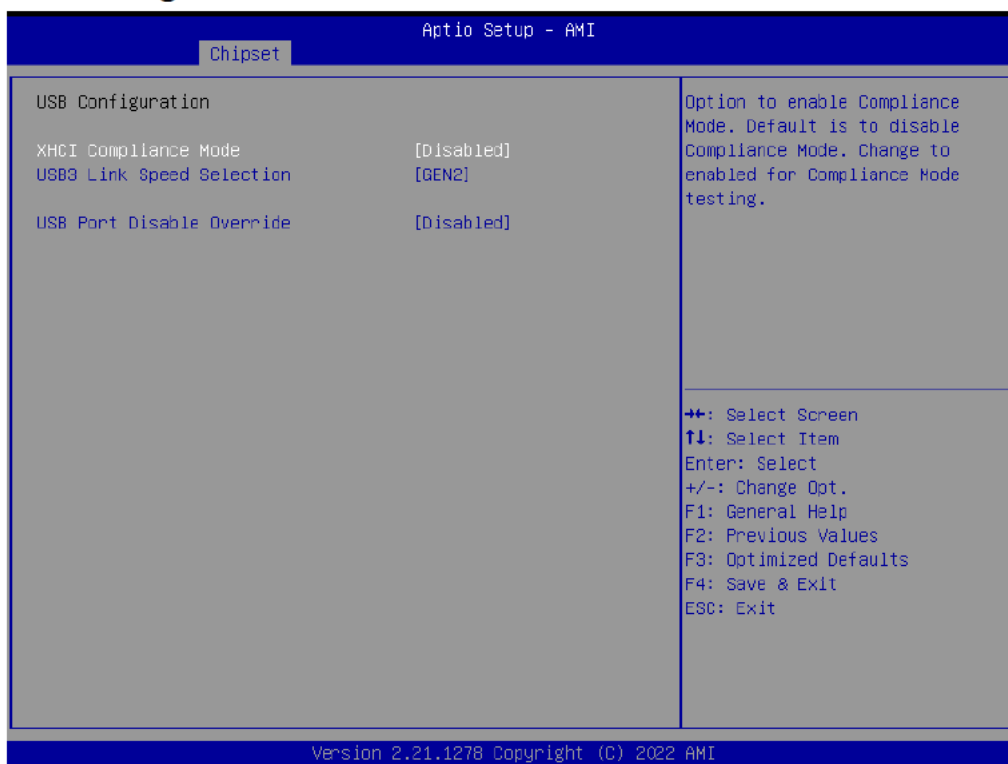 Aptio Setup - AMI
Chipset
USB Configuration
XHCI Compliance Mode [Disabled]
USB3 Link Speed Selection [GEN2]
USB Port Disable Override [Disabled]
Option to enable Compliance
Mode. Default is to disable
Compliance Mode. Change to
enabled for Compliance Mode
testing.
→←: Select Screen
↑↓: Select Item
Enter: Select
+/-: Change Opt.
F1: General Help
F2: Previous Values
F3: Optimized Defaults
F4: Save & Exit
ESC: Exit
Version 2.21.1278 Copyright (C) 2022 AMI